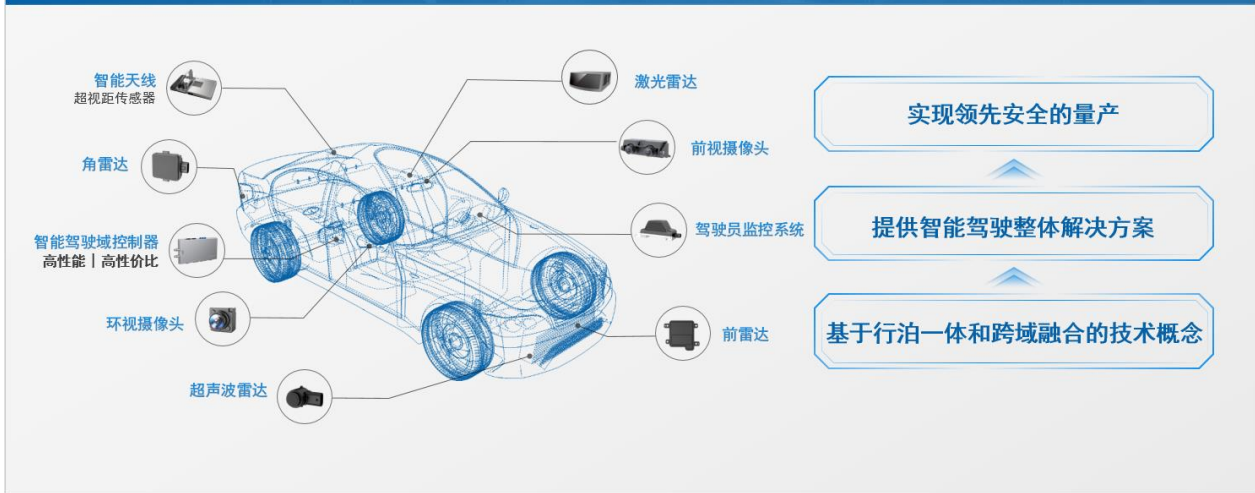 智能天线
超视距传感器
角雷达
智能驾驶域控制器
高性能｜高性价比
环视摄像头
超声波雷达
激光雷达
前视摄像头
驾驶员监控系统
前雷达
实现领先安全的量产
提供智能驾驶整体解决方案
基于行泊一体和跨域融合的技术概念